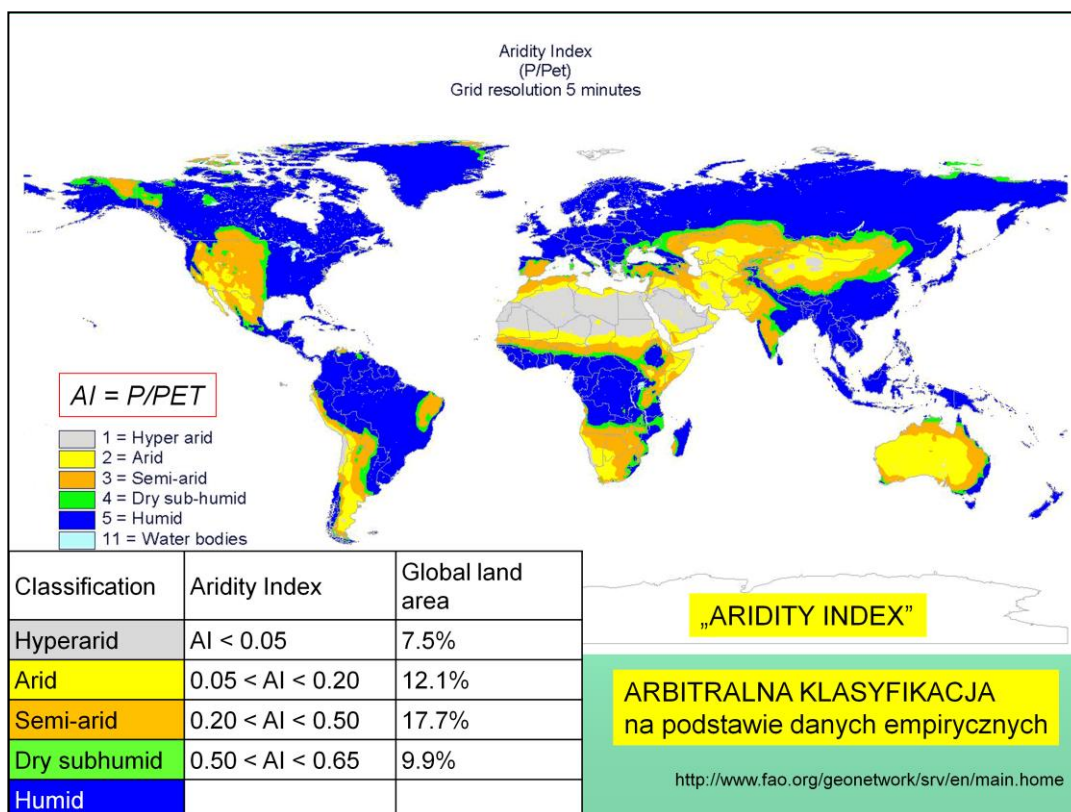 Aridity Index
(P/Pet)
Grid resolution 5 minutes
AI = P/PET
1 = Hyper arid
2 = Arid
3 = Semi-arid
4 = Dry sub-humid
5 = Humid
11 = Water bodies
Classification Aridity Index Global land
area
Hyperarid AI < 0.05 7.5%
Arid 0.05 < AI < 0.20 12.1%
Semi-arid 0.20 < AI < 0.50 17.7%
Dry subhumid 0.50 < AI < 0.65 9.9%
Humid
„ARIDITY INDEX”
ARBITRALNA KLASYFIKACJA
na podstawie danych empirycznych
http://www.fao.org/geonetwork/srv/en/main.home